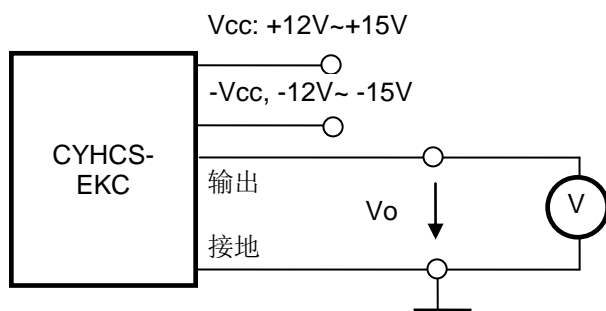 Vcc: +12V~+15V
-Vcc, -12V~ -15V
CYHCS-
EKC
输出
Vo
V
接地